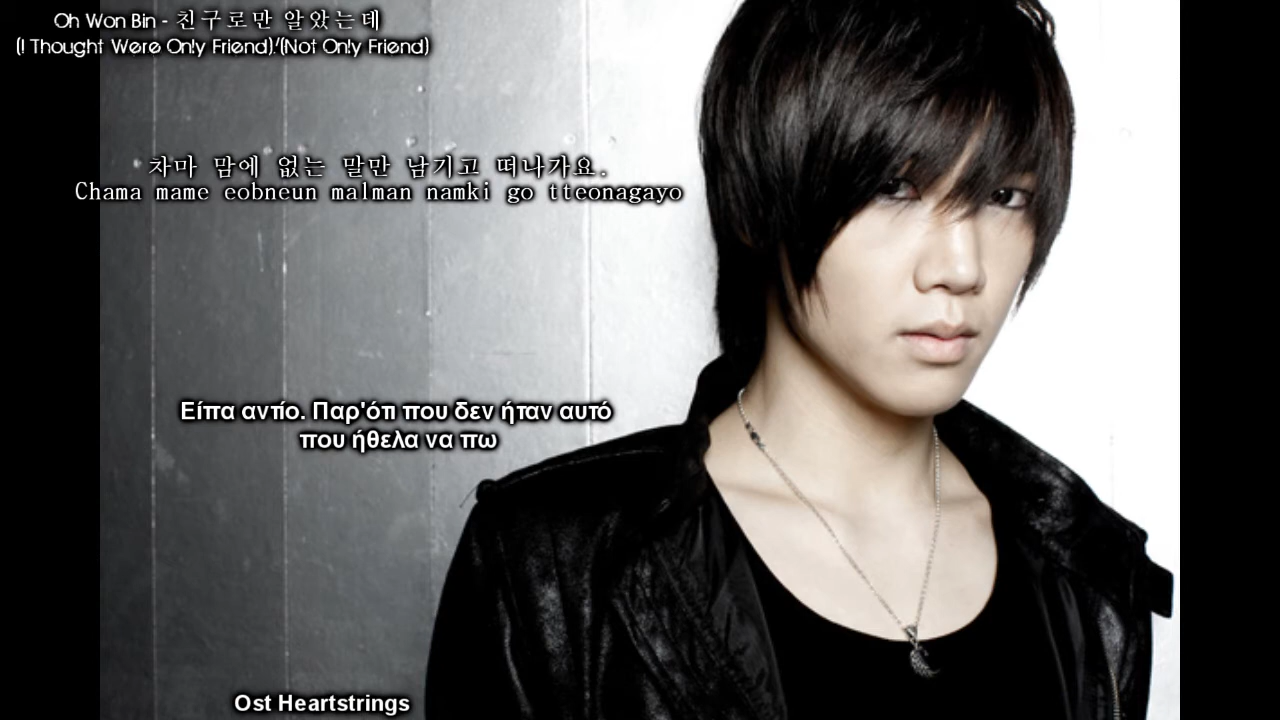 Oh Won Bin - 친구로만 알았는데
(I Thought Were Only Friend)/(Not Only Friend)
차마 맘에 없는 말만 남기고 떠나가요.
Chama mame eobneun malman namki go tteonagayo
Είπα αντίο. Παρ'ότι που δεν ήταν αυτό
που ήθελα να πω
Ost Heartstrings